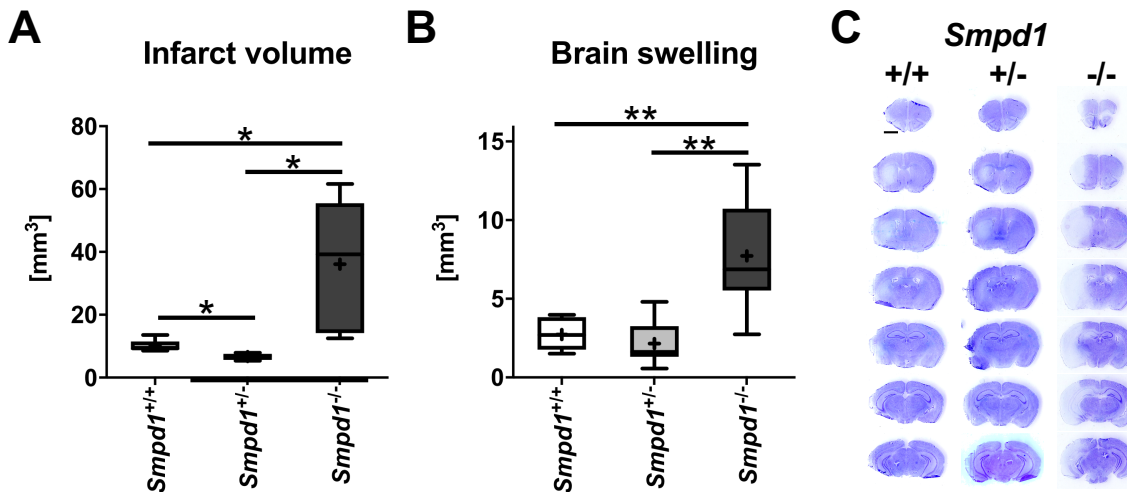 A
Infarct volume
[mm³]
80
60
40
20
0
*
*
*
Smpd1+/+
Smpd1+/-
Smpd1-/-
B
Brain swelling
[mm³]
15
10
5
0
**
**
Smpd1+/+
Smpd1+/-
Smpd1-/-
C
Smpd1
+/+ +/- -/-